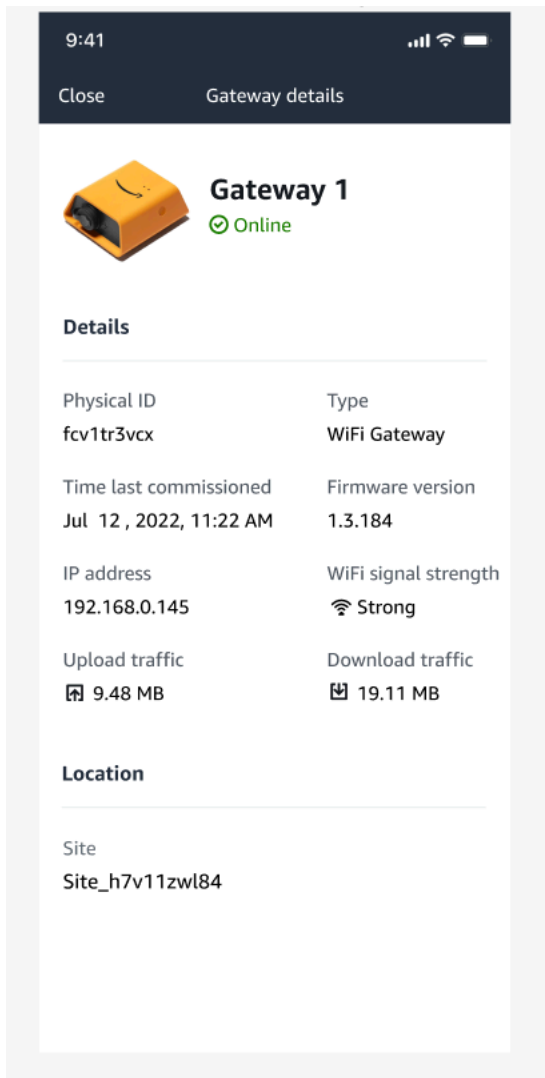 9:41
Close Gateway details
Gateway 1
Online
Details
Physical ID Type
fcv1tr3vcx WiFi Gateway
Time last commissioned Firmware version
Jul 12 , 2022, 11:22 AM 1.3.184
IP address WiFi signal strength
192.168.0.145 Strong
Upload traffic Download traffic
9.48 MB 19.11 MB
Location
Site
Site_h7v11zwl84